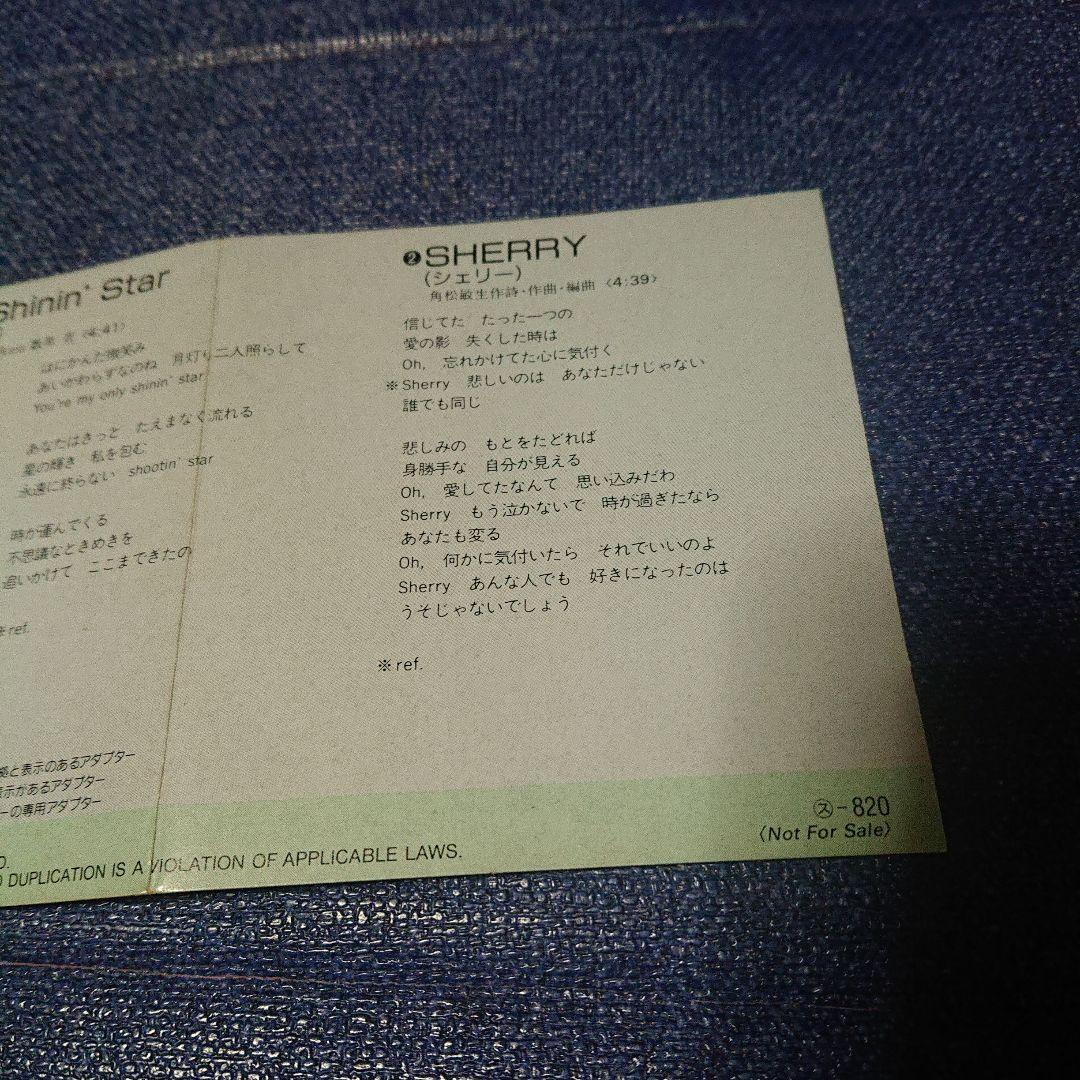 Shinin' Star
<4:41>
はにかんだ微笑み
あいかわらずなのね 月灯り二人照らして
You're my only shinin' star
あなたはきっと たえまなく流れる
星の輝き 私を包む
永遠に終らない shootin' star
時が運んでくる
不思議なときめきを
追いかけて ここまできたの
※ref.
拠と表示のあるアダプター
表示があるアダプター
ーの専用アダプター
D.
D DUPLICATION IS A VIOLATION OF APPLICABLE LAWS.
❷SHERRY
(シェリー)
角松敏生作詩・作曲・編曲 <4:39>
信じてた たった一つの
愛の影 失くした時は
Oh, 忘れかけてた心に気付く
※Sherry 悲しいのは あなただけじゃない
誰でも同じ
悲しみの もとをたどれば
身勝手な 自分が見える
Oh, 愛してたなんて 思い込みだわ
Sherry もう泣かないで 時が過ぎたなら
あなたも変る
Oh, 何かに気付いたら それでいいのよ
Sherry あんな人でも 好きになったのは
うそじゃないでしょう
※ref.
㋜-820
〈Not For Sale〉